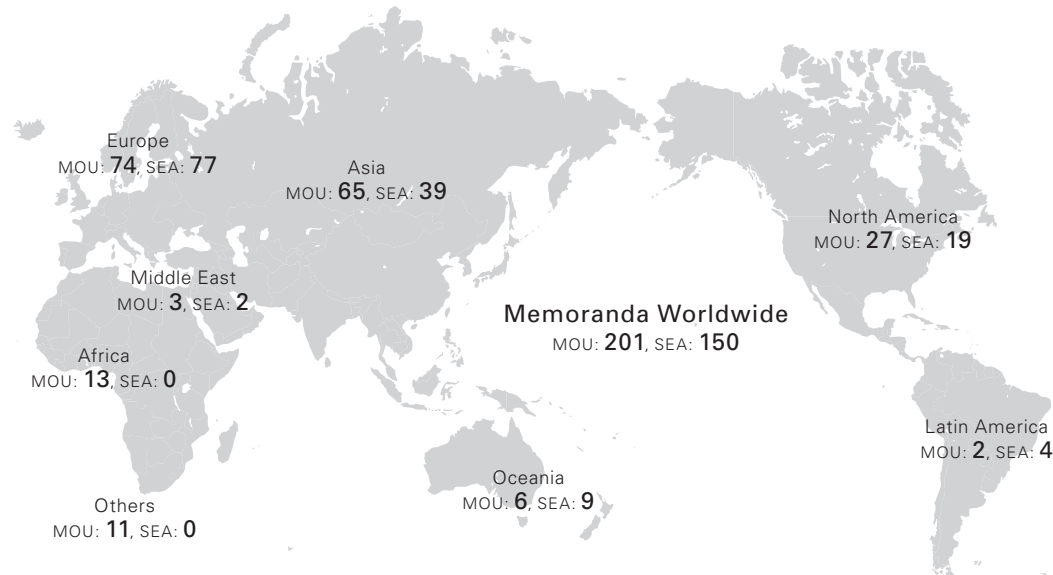 Europe
MOU: 74, SEA: 77
Asia
MOU: 65, SEA: 39
North America
MOU: 27, SEA: 19
Middle East
MOU: 3, SEA: 2
Memoranda Worldwide
MOU: 201, SEA: 150
Africa
MOU: 13, SEA: 0
Latin America
MOU: 2, SEA: 4
Oceania
MOU: 6, SEA: 9
Others
MOU: 11, SEA: 0